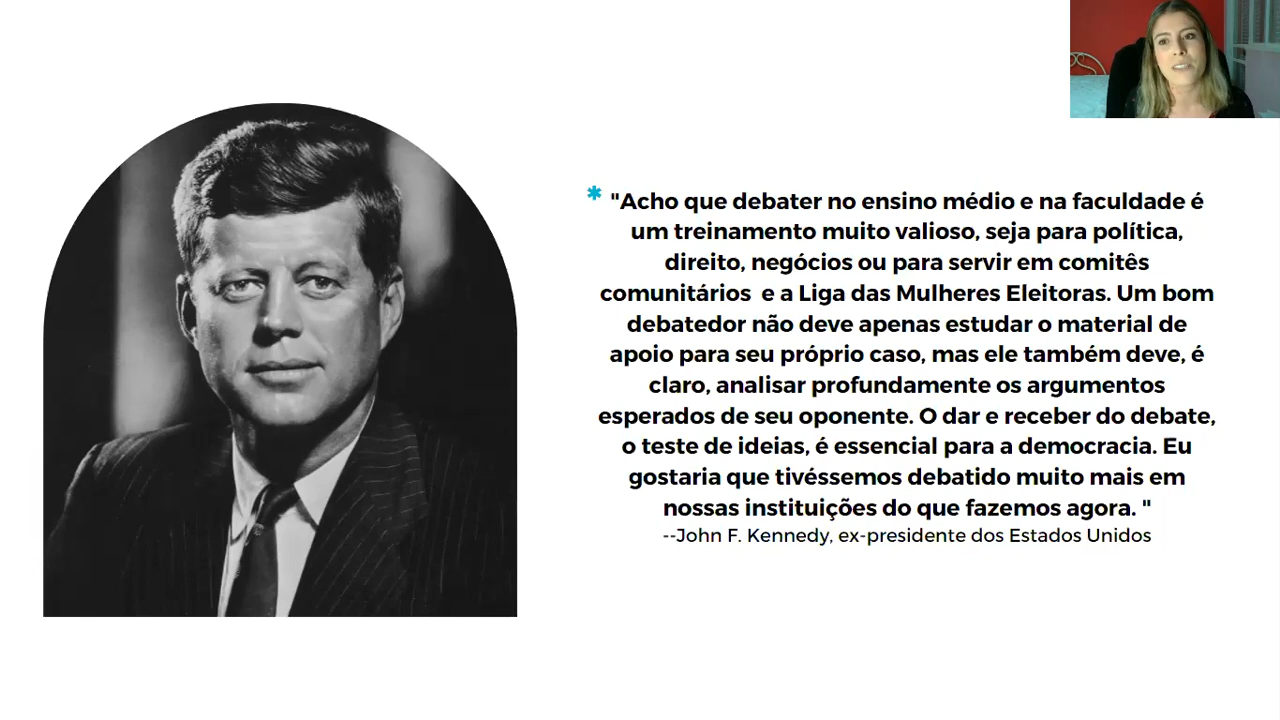 * "Acho que debater no ensino médio e na faculdade é
um treinamento muito valioso, seja para política,
direito, negócios ou para servir em comitês
comunitários  e a Liga das Mulheres Eleitoras. Um bom
debatedor não deve apenas estudar o material de
apoio para seu próprio caso, mas ele também deve, é
claro, analisar profundamente os argumentos
esperados de seu oponente. O dar e receber do debate,
o teste de ideias, é essencial para a democracia. Eu
gostaria que tivéssemos debatido muito mais em
nossas instituições do que fazemos agora. "
--John F. Kennedy, ex-presidente dos Estados Unidos